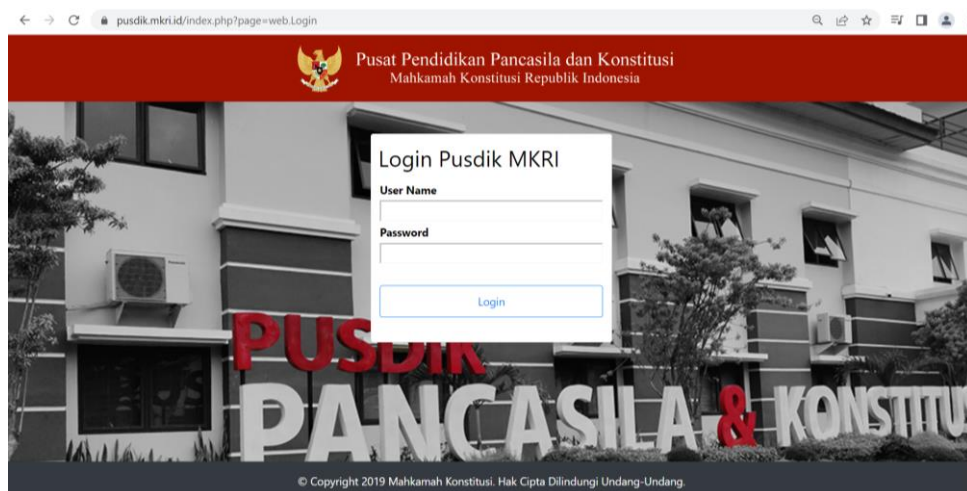 pusdik.mkri.id/index.php?page=web.Login
Pusat Pendidikan Pancasila dan Konstitusi
Mahkamah Konstitusi Republik Indonesia
Login Pusdik MKRI
User Name
Password
Login
PUSDIK
PANCASILA & KONSTITU
© Copyright 2019 Mahkamah Konstitusi. Hak Cipta Dilindungi Undang-Undang.